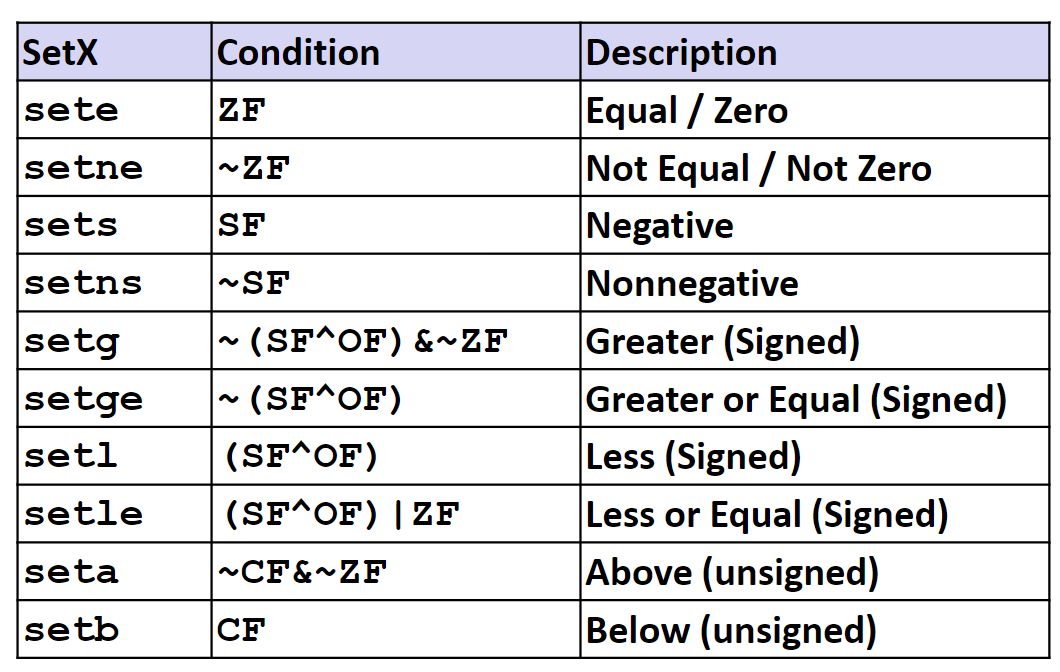 SetX Condition Description
sete ZF Equal / Zero
setne ~ZF Not Equal / Not Zero
sets SF Negative
setns ~SF Nonnegative
setg ~(SF^OF)&~ZF Greater (Signed)
setge ~(SF^OF) Greater or Equal (Signed)
setl (SF^OF) Less (Signed)
setle (SF^OF)|ZF Less or Equal (Signed)
seta ~CF&~ZF Above (unsigned)
setb CF Below (unsigned)